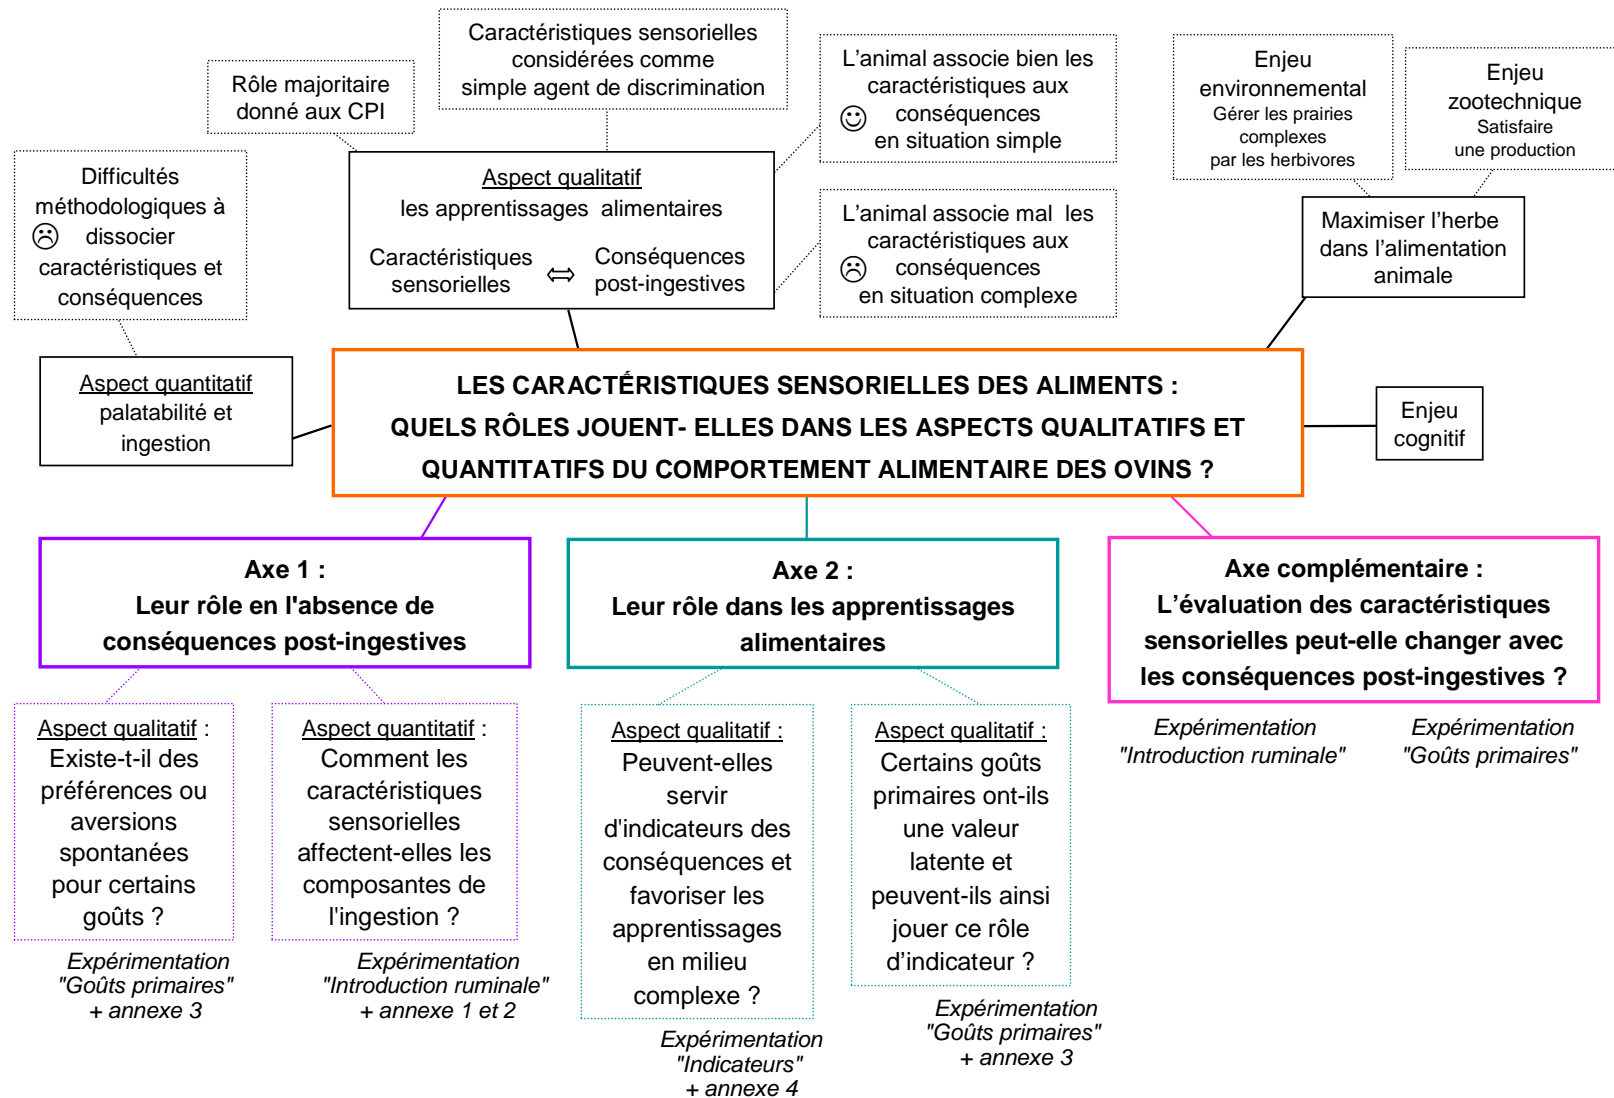 Caractéristiques sensorielles
considérées comme
simple agent de discrimination
Rôle majoritaire
donné aux CPI
L'animal associe bien les
caractéristiques aux
conséquences
en situation simple
Enjeu
environnemental
Gérer les prairies
complexes
par les herbivores
Enjeu
zootechnique
Satisfaire
une production
Difficultés
méthodologiques à
dissocier
caractéristiques et
conséquences
Aspect qualitatif
les apprentissages alimentaires
Caractéristiques
sensorielles
⇔
Conséquences
post-ingestives
L'animal associe mal les
caractéristiques aux
conséquences
en situation complexe
Maximiser l'herbe
dans l'alimentation
animale
Aspect quantitatif
palatabilité et
ingestion
LES CARACTÉRISTIQUES SENSORIELLES DES ALIMENTS :
QUELS RÔLES JOUENT- ELLES DANS LES ASPECTS QUALITATIFS ET
QUANTITATIFS DU COMPORTEMENT ALIMENTAIRE DES OVINS ?
Enjeu
cognitif
Axe 1 :
Leur rôle en l'absence de
conséquences post-ingestives
Axe 2 :
Leur rôle dans les apprentissages
alimentaires
Axe complémentaire :
L'évaluation des caractéristiques
sensorielles peut-elle changer avec
les conséquences post-ingestives ?
Aspect qualitatif :
Existe-t-il des
préférences ou
aversions
spontanées
pour certains
goûts ?
Expérimentation
"Goûts primaires"
+ annexe 3
Aspect quantitatif :
Comment les
caractéristiques
sensorielles
affectent-elles les
composantes de
l'ingestion ?
Expérimentation
"Introduction ruminale"
+ annexe 1 et 2
Aspect qualitatif :
Peuvent-elles
servir
d'indicateurs des
conséquences et
favoriser les
apprentissages
en milieu
complexe ?
Expérimentation
"Indicateurs"
+ annexe 4
Aspect qualitatif :
Certains goûts
primaires ont-ils
une valeur
latente et
peuvent-ils ainsi
jouer ce rôle
d'indicateur ?
Expérimentation
"Goûts primaires"
+ annexe 3
Expérimentation
"Introduction ruminale"
Expérimentation
"Goûts primaires"